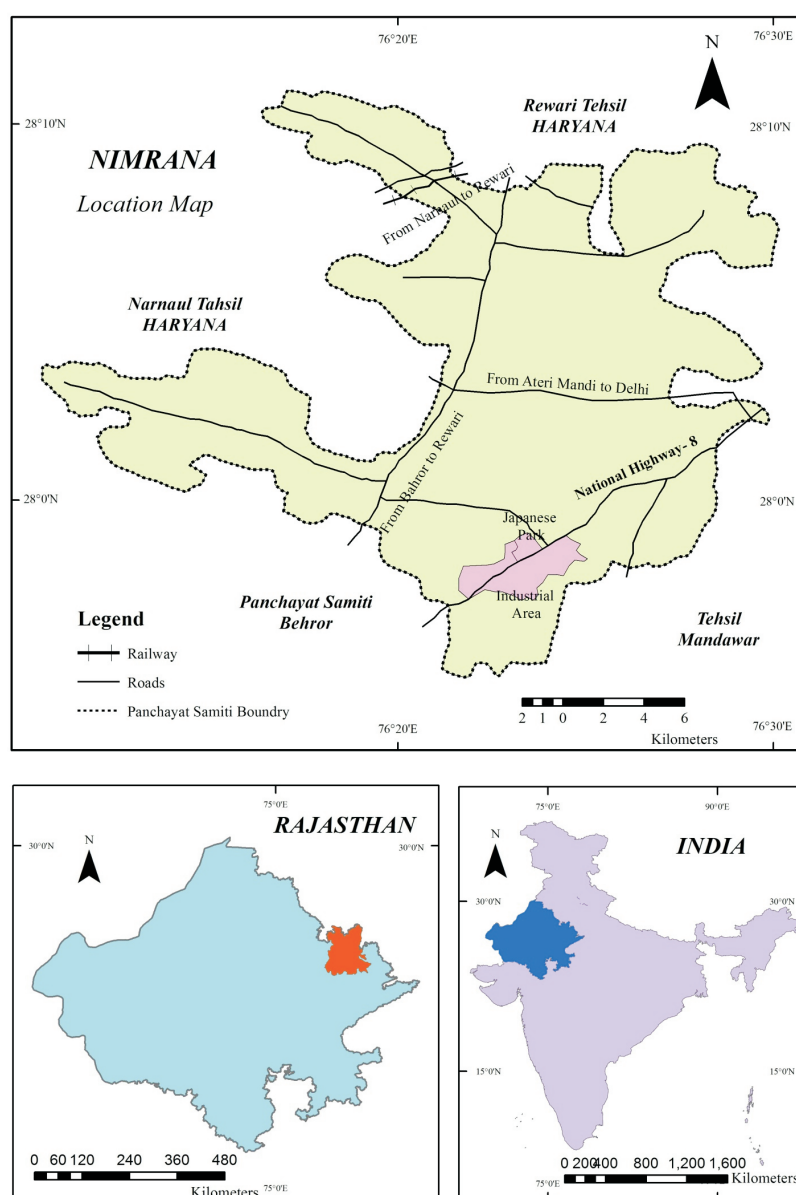 76°20'E
76°30'E
N
28°10'N
28°10'N
Rewari Tehsil
HARYANA
NIMRANA
Location Map
From Narnaul to Rewari
Narnaul Tahsil
HARYANA
From Ateri Mandi to Delhi
From Bahror to Rewari
National Highway- 8
28°0'N
28°0'N
Japanese
Park
Industrial
Area
Panchayat Samiti
Behror
Tehsil
Mandawar
Legend
Railway
Roads
Panchayat Samiti Boundry
2 1 0 2 4 6
Kilometers
76°20'E
76°30'E
75°0'E
RAJASTHAN
30°0'N
30°0'N
N
0 60 120 240 360 480
Kilometers
75°0'E
75°0'E
90°0'E
N
INDIA
30°0'N
30°0'N
15°0'N
15°0'N
0 200400 800 1,200 1,600
Kilometers
75°0'E
90°0'E